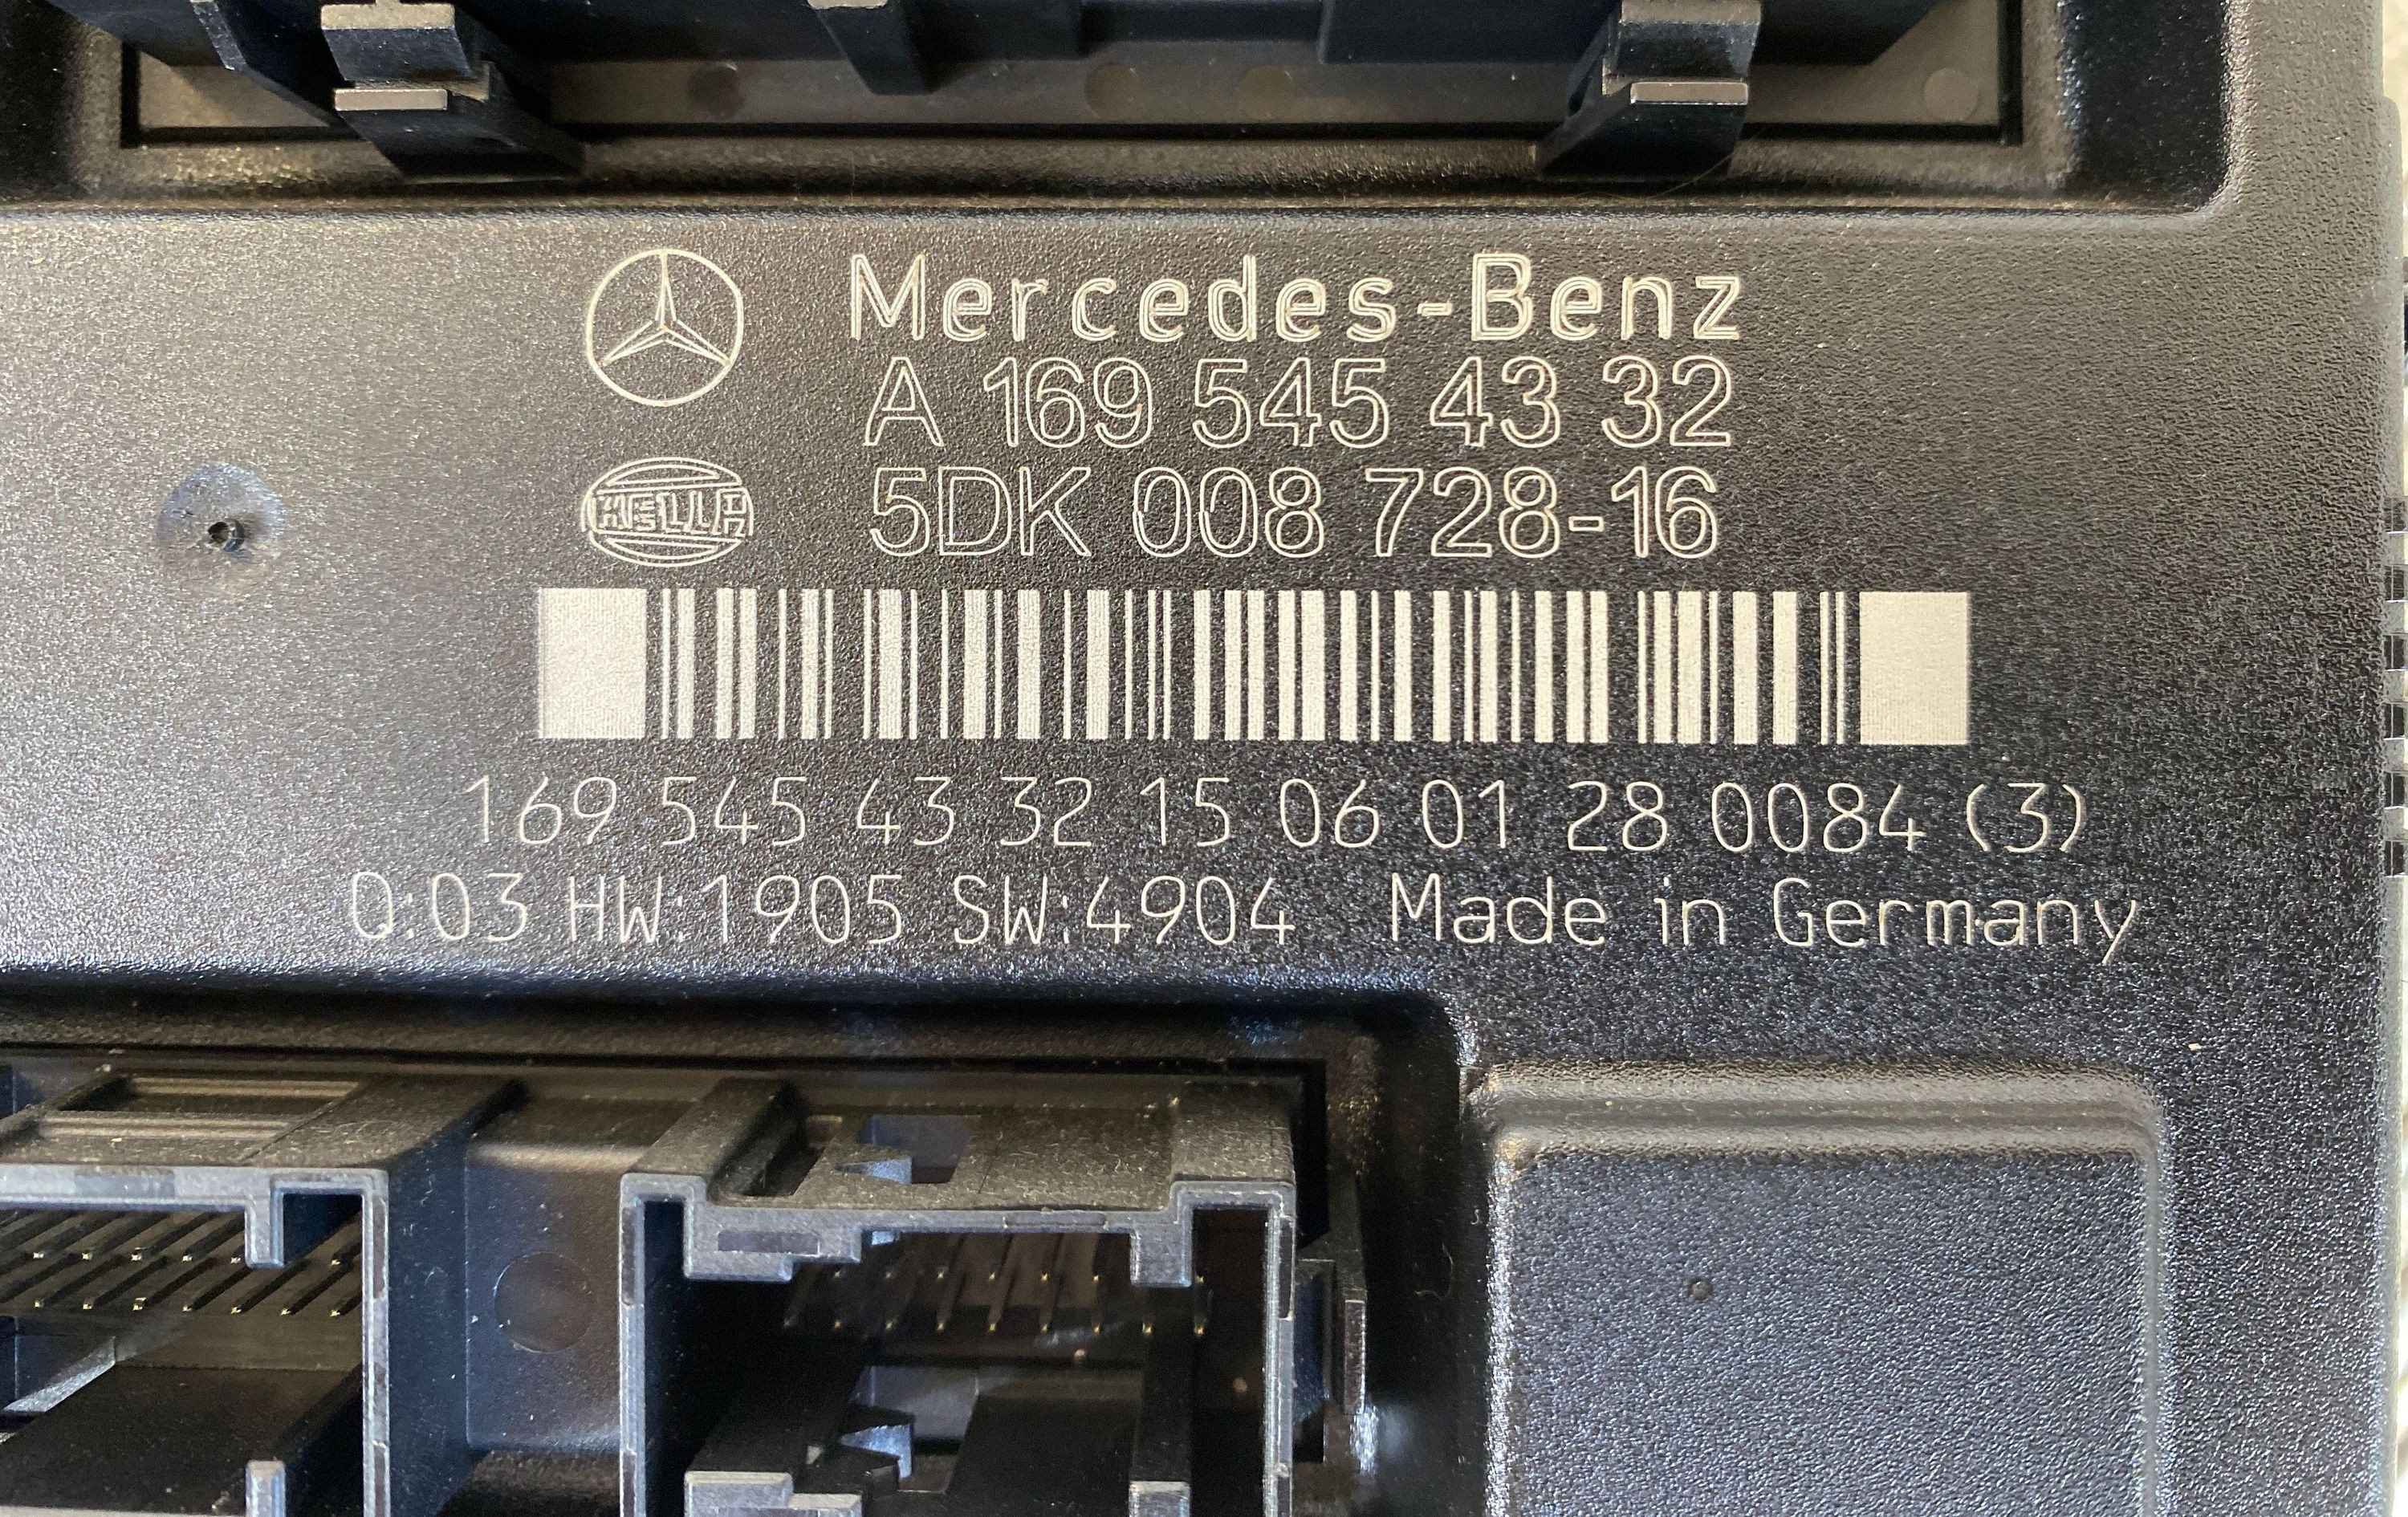 Mercedes-Benz
A 169 545 43 32
HELLA
5DK 008 728-16
169 545 43 32 15 06 01 28 0084 (3)
Q:03 HW:1905 SW:4904 Made in Germany